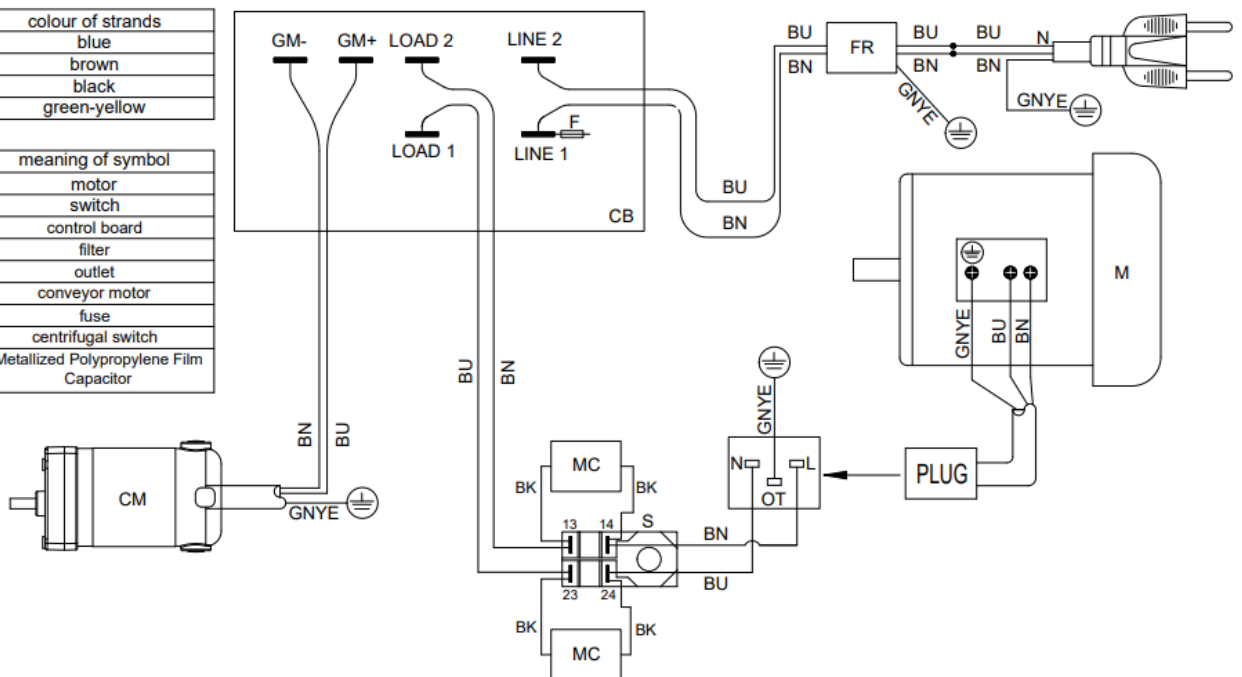 colour of strands
blue
brown
black
green-yellow
meaning of symbol
motor
switch
control board
filter
outlet
conveyor motor
fuse
centrifugal switch
Metallized Polypropylene Film
Capacitor
GM- GM+ LOAD 2 LINE 2
F
LOAD 1 LINE 1
CB
BU FR BU BU N
BN BN BN
GNYE GNYE
BU
BN
M
GNYE BU BN
PLUG
BU BN
BN BU
CM
GNYE
GNYE
N L
OT
MC
BK BK
13 14 S
BN
BU
23 24
BK BK
MC